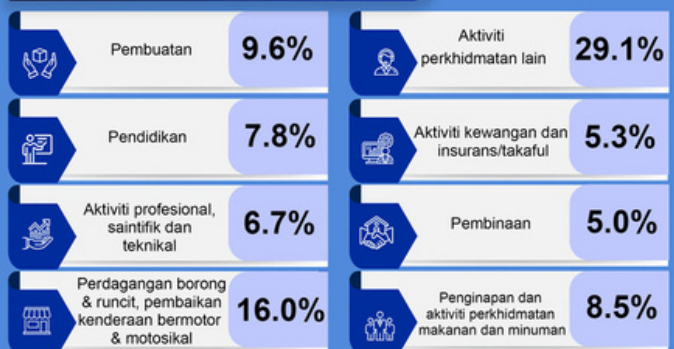 Pembuatan
9.6%
Aktiviti
perkhidmatan lain
29.1%
Pendidikan
7.8%
Aktiviti kewangan dan
insurans/takaful
5.3%
Aktiviti profesional,
saintifik dan
teknikal
6.7%
Pembinaan
5.0%
Perdagangan borong
& runcit, pembaikan
kenderaan bermotor
& motosikal
16.0%
Penginapan dan
aktiviti perkhidmatan
makanan dan minuman
8.5%